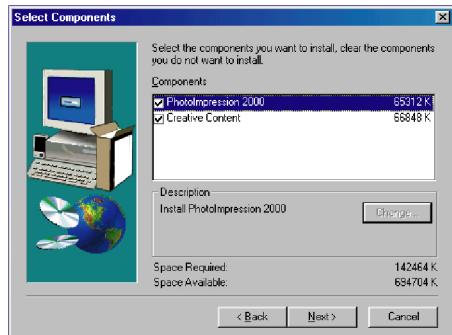 Select Components
Select the components you want to install, clear the components
you do not want to install.
Components
PhotoImpression 2000 65312 K
Creative Content 66848 K
Description
Install PhotoImpression 2000
Change...
Space Required: 142464 K
Space Available: 694704 K
< Back Next > Cancel